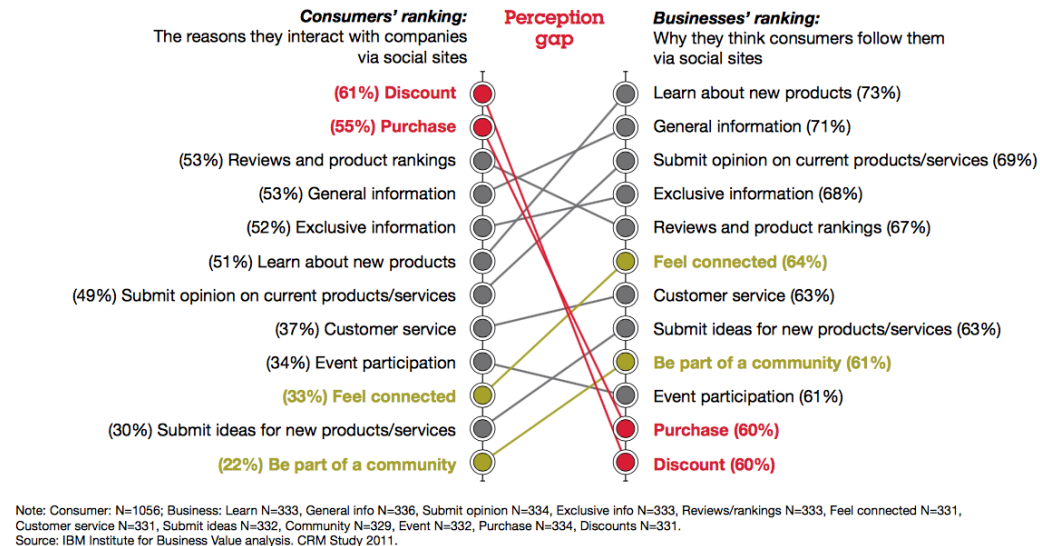 Consumers' ranking:
The reasons they interact with companies
via social sites
Perception
gap
Businesses' ranking:
Why they think consumers follow them
via social sites
(61%) Discount
(55%) Purchase
(53%) Reviews and product rankings
(53%) General information
(52%) Exclusive information
(51%) Learn about new products
(49%) Submit opinion on current products/services
(37%) Customer service
(34%) Event participation
(33%) Feel connected
(30%) Submit ideas for new products/services
(22%) Be part of a community
Learn about new products (73%)
General information (71%)
Submit opinion on current products/services (69%)
Exclusive information (68%)
Reviews and product rankings (67%)
Feel connected (64%)
Customer service (63%)
Submit ideas for new products/services (63%)
Be part of a community (61%)
Event participation (61%)
Purchase (60%)
Discount (60%)
Note: Consumer: N=1056; Business: Learn N=333, General info N=336, Submit opinion N=334, Exclusive info N=333, Reviews/rankings N=333, Feel connected N=331,
Customer service N=331, Submit ideas N=332, Community N=329, Event N=332, Purchase N=334, Discounts N=331.
Source: IBM Institute for Business Value analysis. CRM Study 2011.